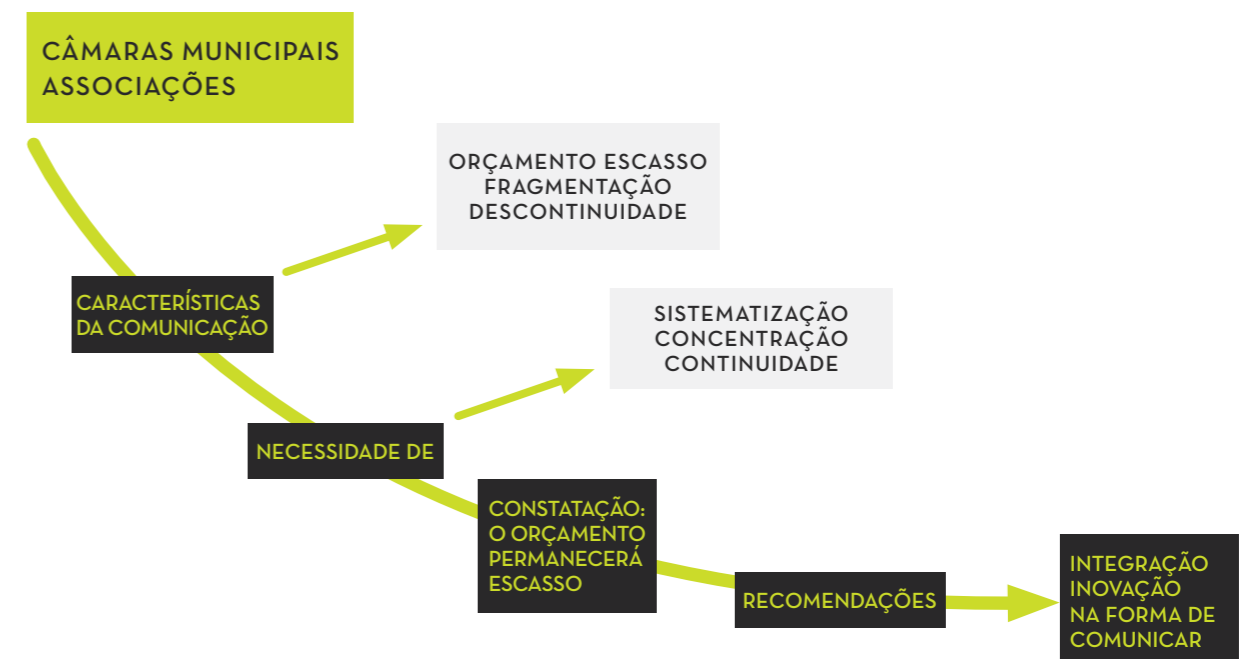 CÂMARAS MUNICIPAIS
ASSOCIAÇÕES
ORÇAMENTO ESCASSO
FRAGMENTAÇÃO
DESCONTINUIDADE
CARACTERÍSTICAS
DA COMUNICAÇÃO
SISTEMATIZAÇÃO
CONCENTRAÇÃO
CONTINUIDADE
NECESSIDADE DE
CONSTATAÇÃO:
O ORÇAMENTO
PERMANECERÁ
ESCASSO
RECOMENDAÇÕES
INTEGRAÇÃO
INOVAÇÃO
NA FORMA DE
COMUNICAR